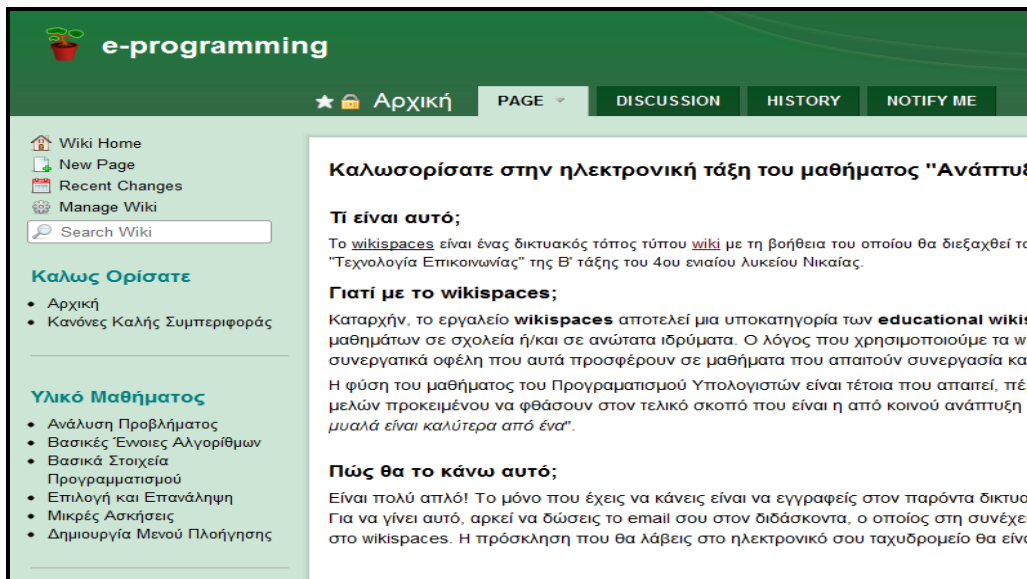 e-programming
Αρχική
PAGE
DISCUSSION
HISTORY
NOTIFY ME
Wiki Home
New Page
Recent Changes
Manage Wiki
Search Wiki
Καλως Ορίσατε
Αρχική
Κανόνες Καλής Συμπεριφοράς
Υλικό Μαθήματος
Ανάλυση Προβλήματος
Βασικές Έννοιες Αλγορίθμων
Βασικά Στοιχεία
Προγραμματισμού
Επιλογή και Επανάληψη
Μικρές Ασκήσεις
Δημιουργία Μενού Πλοήγησης
Καλωσορίσατε στην ηλεκτρονική τάξη του μαθήματος "Ανάπτυξ
Τί είναι αυτό;
Το wikispaces είναι ένας δικτυακός τόπος τύπου wiki με τη βοήθεια του οποίου θα διεξαχθεί το
"Τεχνολογία Επικοινωνίας" της Β' τάξης του 4ου ενιαίου λυκείου Νικαίας.
Γιατί με το wikispaces;
Καταρχήν, το εργαλείο wikispaces αποτελεί μια υποκατηγορία των educational wikis
μαθημάτων σε σχολεία ή/και σε ανώτατα ιδρύματα. Ο λόγος που χρησιμοποιούμε τα w
συνεργατικά οφέλη που αυτά προσφέρουν σε μαθήματα που απαιτούν συνεργασία κα
Η φύση του μαθήματος του Προγραματισμού Υπολογιστών είναι τέτοια που απαιτεί, πέ
μελών προκειμένου να φθάσουν στον τελικό σκοπό που είναι η από κοινού ανάπτυξη
μυαλά είναι καλύτερα από ένα".
Πώς θα το κάνω αυτό;
Είναι πολύ απλό! Το μόνο που έχεις να κάνεις είναι να εγγραφείς στον παρόντα δικτυα
Για να γίνει αυτό, αρκεί να δώσεις το email σου στον διδάσκοντα, ο οποίος στη συνέχε
στο wikispaces. Η πρόσκληση που θα λάβεις στο ηλεκτρονικό σου ταχυδρομείο θα είνα